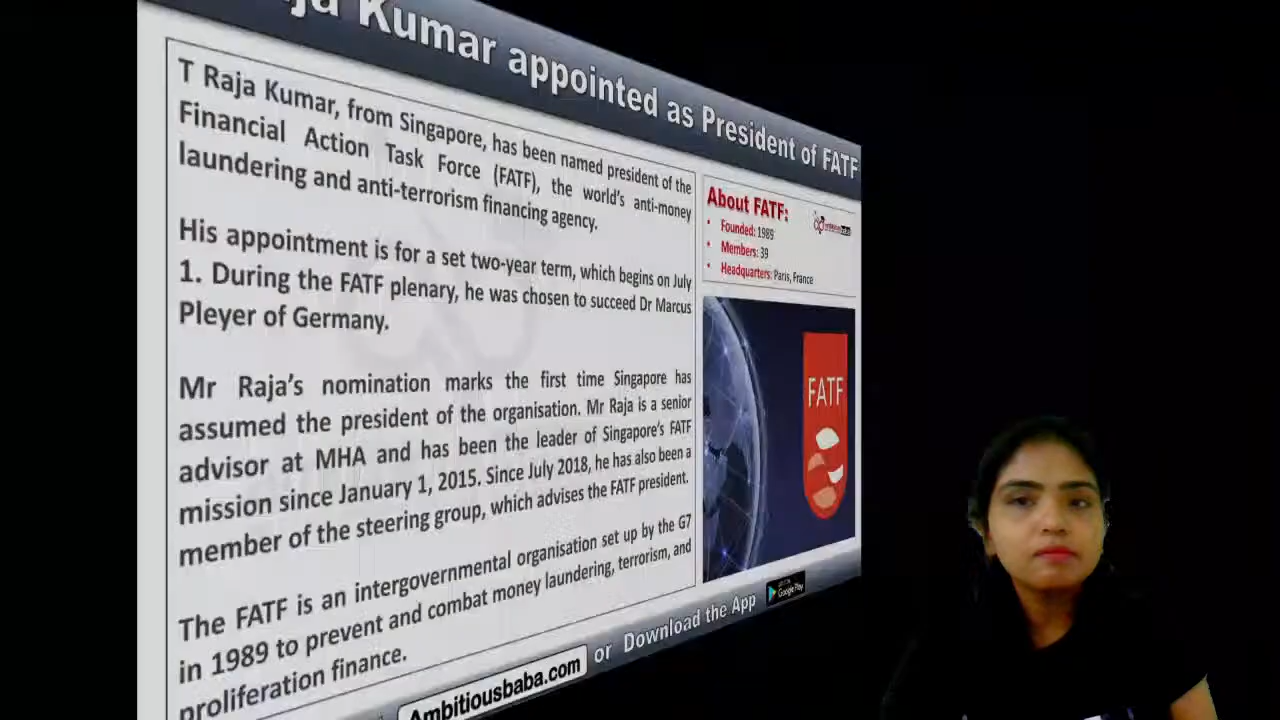 Kumar appointed as President of FATF
T Raja Kumar, from Singapore, has been named president of the
Financial Action Task Force (FATF), the world's anti-money
laundering and anti-terrorism financing agency.
His appointment is for a set two-year term, which begins on July
1. During the FATF plenary, he was chosen to succeed Dr Marcus
Pleyer of Germany.
Mr Raja's nomination marks the first time Singapore has
assumed the president of the organisation. Mr Raja is a senior
advisor at MHA and has been the leader of Singapore's FATF
mission since January 1, 2015. Since July 2018, he has also been a
member of the steering group, which advises the FATF president.
The FATF is an intergovernmental organisation set up by the G7
in 1989 to prevent and combat money laundering, terrorism, and
proliferation finance.
About FATF:
• Founded: 1989
• Members: 39
• Headquarters: Paris, France
FATF
Ambitiousbaba.com or Download the App
Google Play